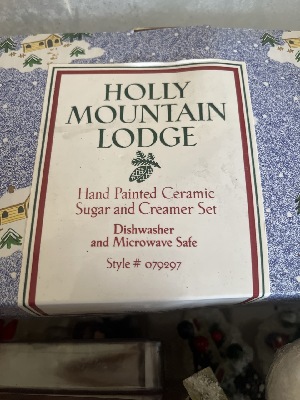 HOLLY
MOUNTAIN
LODGE
Hand Painted Ceramic
Sugar and Creamer Set
Dishwasher
and Microwave Safe
Style # 079297